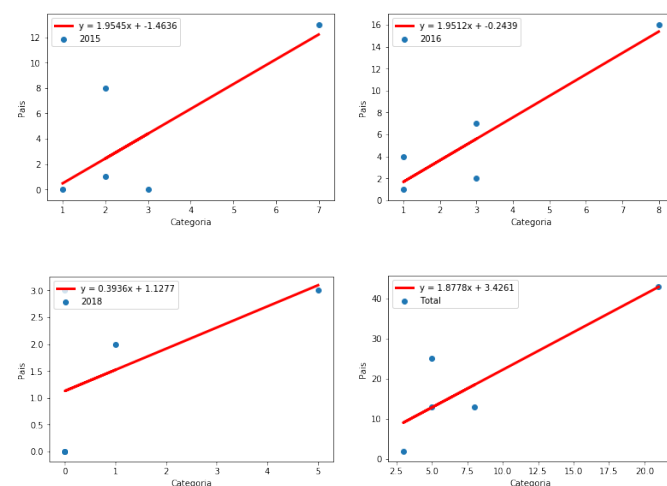 y = 1.9545x + -1.4636
2015
12
10
8
6
4
2
0
Pais
1 2 3 4 5 6 7
Categoria
y = 1.9512x + -0.2439
2016
16
14
12
10
8
6
4
2
0
Pais
1 2 3 4 5 6 7 8
Categoria
y = 0.3936x + 1.1277
2018
3.0
2.5
2.0
1.5
1.0
0.5
0.0
Pais
0 1 2 3 4 5
Categoria
y = 1.8778x + 3.4261
Total
40
30
20
10
0
Pais
2.5 5.0 7.5 10.0 12.5 15.0 17.5 20.0
Categoria